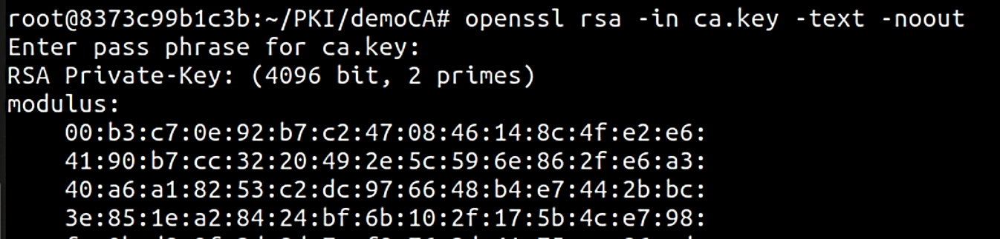 root@8373c99b1c3b:~/PKI/demoCA# openssl rsa -in ca.key -text -noout
Enter pass phrase for ca.key:
RSA Private-Key: (4096 bit, 2 primes)
modulus:
00:b3:c7:0e:92:b7:c2:47:08:46:14:8c:4f:e2:e6:
41:90:b7:cc:32:20:49:2e:5c:59:6e:86:2f:e6:a3:
40:a6:a1:82:53:c2:dc:97:66:48:b4:e7:44:2b:bc:
3e:85:1e:a2:84:24:bf:6b:10:2f:17:5b:4c:e7:98: